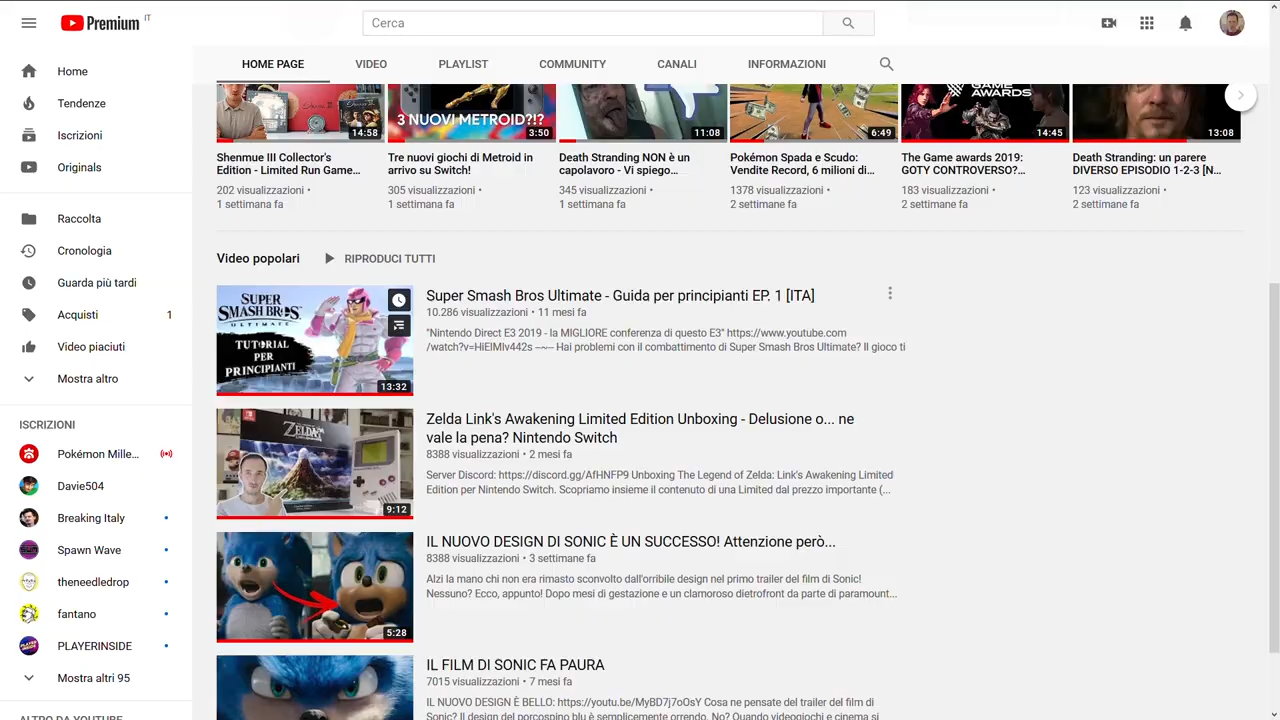 Premium IT
Cerca
Home
Tendenze
Iscrizioni
Originals
Raccolta
Cronologia
Guarda più tardi
Acquisti 1
Video piaciuti
Mostra altro
ISCRIZIONI
Pokémon Mille...
Davie504
Breaking Italy
Spawn Wave
theneedledrop
fantano
PLAYERINSIDE
Mostra altri 95
ALTRO DA YOUTUBE
HOME PAGE VIDEO PLAYLIST COMMUNITY CANALI INFORMAZIONI
14:58
Shenmue III Collector's
Edition - Limited Run Game...
202 visualizzazioni •
1 settimana fa
3 NUOVI METROID?!?
3:50
Tre nuovi giochi di Metroid in
arrivo su Switch!
305 visualizzazioni •
1 settimana fa
11:08
Death Stranding NON è un
capolavoro - Vi spiego...
345 visualizzazioni •
1 settimana fa
6:49
Pokémon Spada e Scudo:
Vendite Record, 6 milioni di...
1378 visualizzazioni •
2 settimane fa
GAME
AWARDS
14:45
The Game awards 2019:
GOTY CONTROVERSO?...
183 visualizzazioni •
2 settimane fa
13:08
Death Stranding: un parere
DIVERSO EPISODIO 1-2-3 [N...
123 visualizzazioni •
2 settimane fa
Video popolari RIPRODUCI TUTTI
SUPER
SMASH BROS
ULTIMATE
TUTORIAL
PER
PRINCIPIANTI
13:32
Super Smash Bros Ultimate - Guida per principianti EP. 1 [ITA]
10.286 visualizzazioni • 11 mesi fa
"Nintendo Direct E3 2019 - la MIGLIORE conferenza di questo E3" https://www.youtube.com
/watch?v=HiEIMIv442s -~-~~ Hai problemi con il combattimento di Super Smash Bros Ultimate? Il gioco ti
ZELDA
9:12
Zelda Link's Awakening Limited Edition Unboxing - Delusione o... ne
vale la pena? Nintendo Switch
8388 visualizzazioni • 2 mesi fa
Server Discord: https://discord.gg/AfHNFP9 Unboxing The Legend of Zelda: Link's Awakening Limited
Edition per Nintendo Switch. Scopriamo insieme il contenuto di una Limited dal prezzo importante (...
5:28
IL NUOVO DESIGN DI SONIC È UN SUCCESSO! Attenzione però...
8388 visualizzazioni • 3 settimane fa
Alzi la mano chi non era rimasto sconvolto dall'orribile design nel primo trailer del film di Sonic!
Nessuno? Ecco, appunto! Dopo mesi di gestazione e un clamoroso dietrofront da parte di paramount...
IL FILM DI SONIC FA PAURA
7015 visualizzazioni • 7 mesi fa
IL NUOVO DESIGN È BELLO: https://youtu.be/MyBD7j7oOsY Cosa ne pensate del trailer del film di
Sonic? Il design del porcospino blu è semplicemente orrendo. No? Quando videogiochi e cinema si